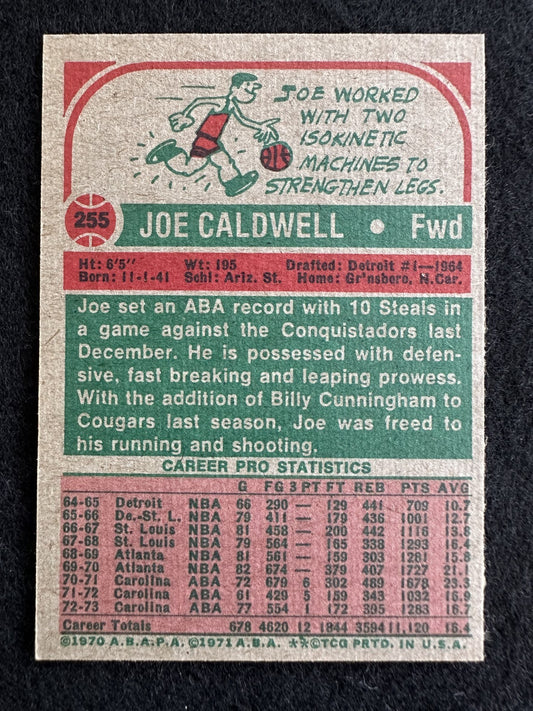 JOE WORKED
WITH TWO
ISOKINETIC
MACHINES TO
STRENGTHEN LEGS.
255 JOE CALDWELL • Fwd
Ht: 6'5" Wt: 195 Drafted: Detroit #1—1964
Born: 11-1-41 Schl: Ariz. St. Home: Gr'nsboro, N.Car.
Joe set an ABA record with 10 Steals in
a game against the Conquistadors last
December. He is possessed with defen-
sive, fast breaking and leaping prowess.
With the addition of Billy Cunningham to
Cougars last season, Joe was freed to
his running and shooting.
CAREER PRO STATISTICS
G FG 3 PT FT REB PTS AVG
64-65 Detroit NBA 66 290 — 129 441 709 10.7
65-66 De.-St. L. NBA 79 411 — 179 436 1001 12.7
66-67 St. Louis NBA 81 458 — 200 442 1116 13.8
67-68 St. Louis NBA 79 564 — 165 338 1293 16.4
68-69 Atlanta NBA 81 561 — 159 303 1281 15.8
69-70 Atlanta NBA 82 674 — 379 407 1727 21.1
70-71 Carolina ABA 72 679 6 302 489 1678 23.3
71-72 Carolina ABA 61 429 5 159 343 1032 16.9
72-73 Carolina ABA 77 554 1 172 395 1283 16.7
Career Totals 678 4620 12 1844 3594 11,120 16.4
©1970 A.B.A.P.A. ©1971 A.B.A. **©TCG PRTD. IN U.S.A.